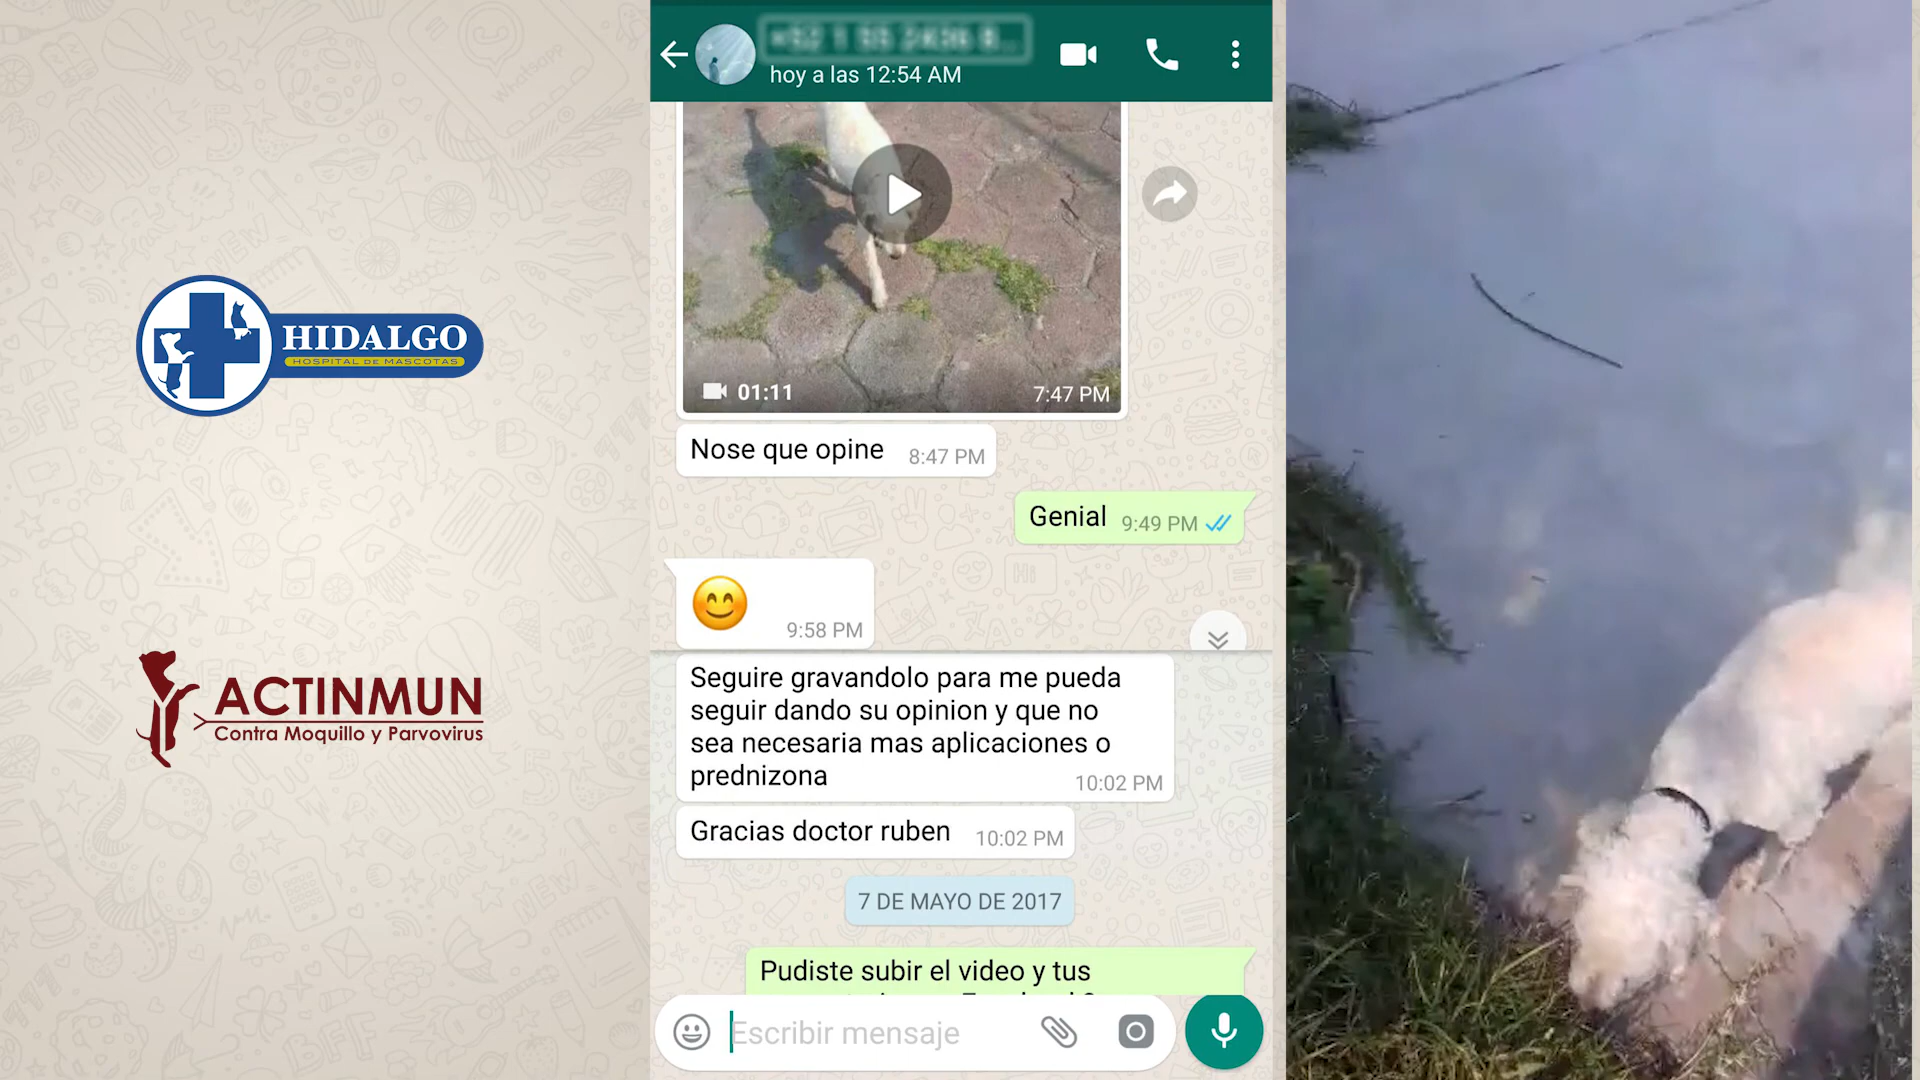 HIDALGO
HOSPITAL DE MASCOTAS
ACTINMUN
Contra Moquillo y Parvovirus
hoy a las 12:54 AM
01:11
7:47 PM
Nose que opine 8:47 PM
Genial 9:49 PM
9:58 PM
Seguire gravandolo para me pueda
seguir dando su opinion y que no
sea necesaria mas aplicaciones o
prednizona 10:02 PM
Gracias doctor ruben 10:02 PM
7 DE MAYO DE 2017
Pudiste subir el video y tus
Escribir mensaje